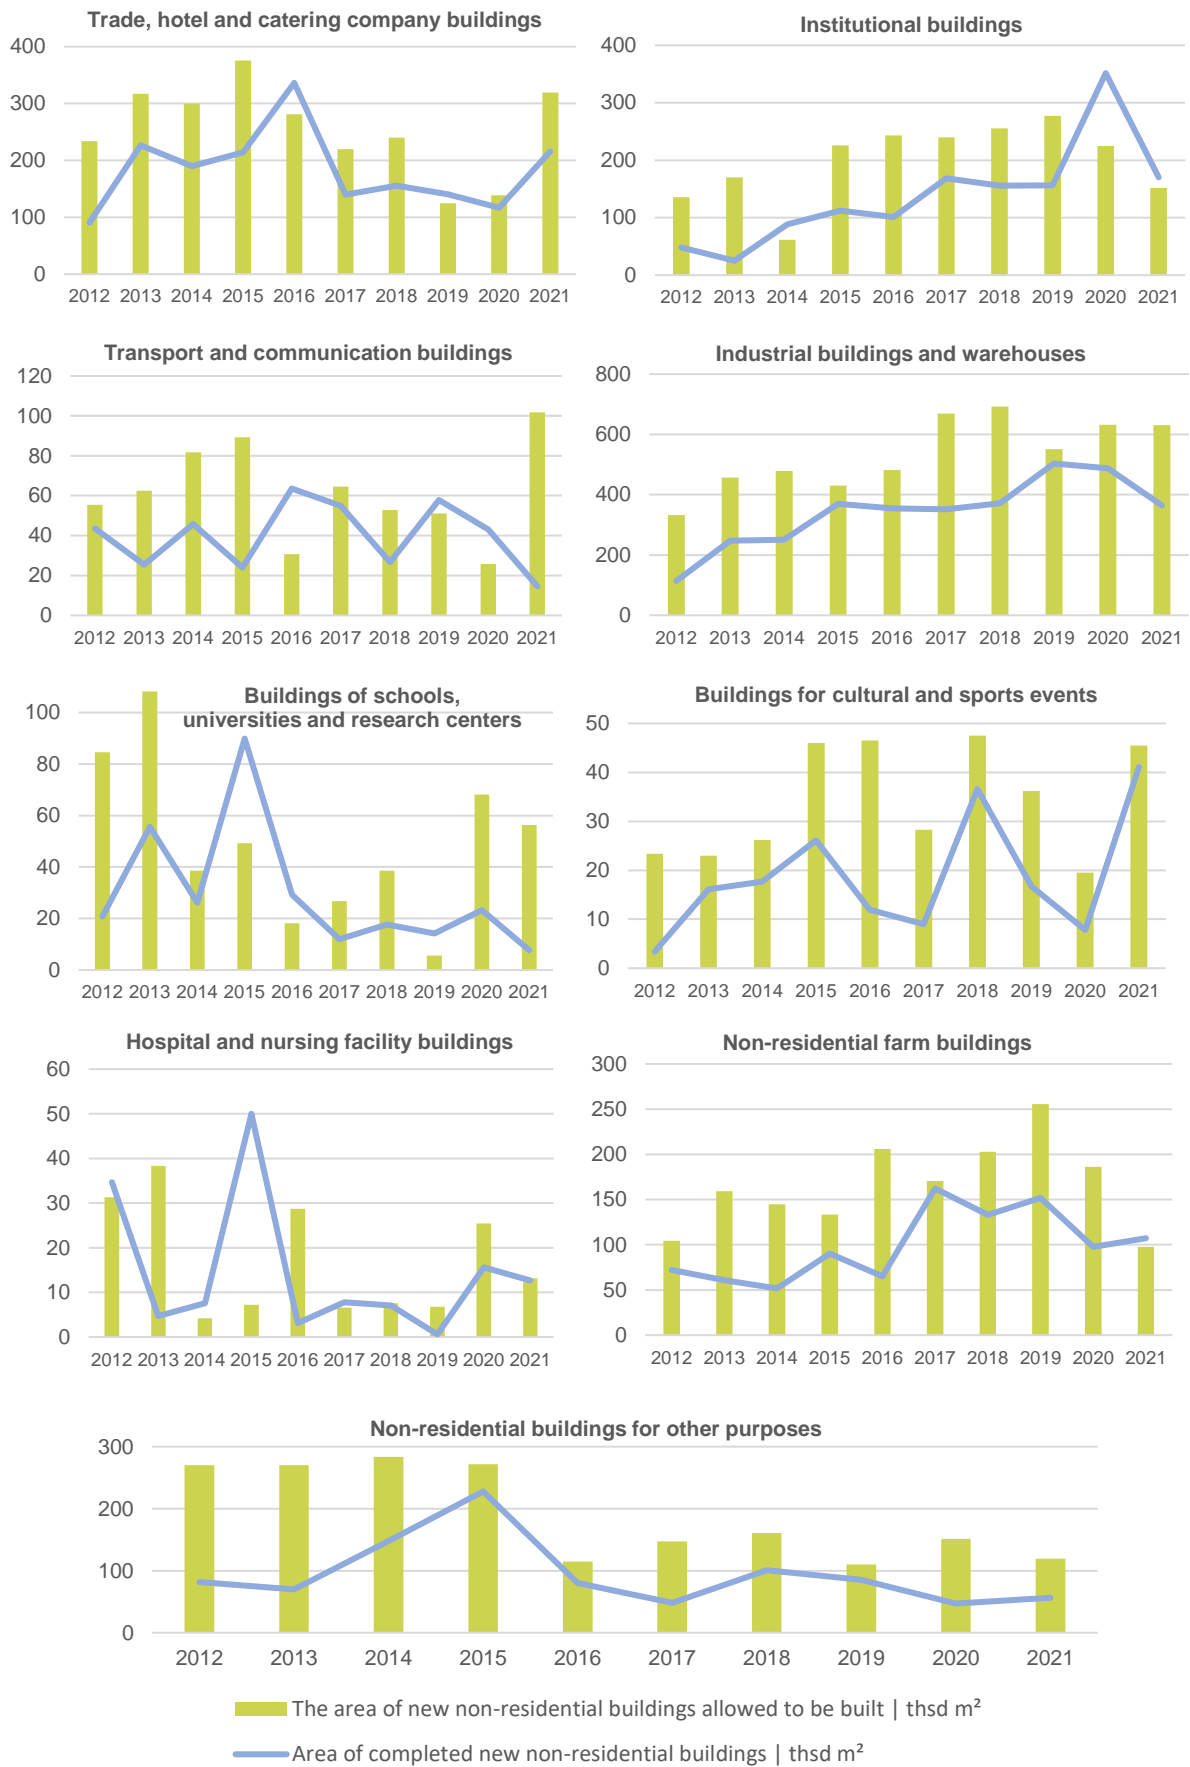 Trade, hotel and catering company buildings
400
300
200
100
0
2012 2013 2014 2015 2016 2017 2018 2019 2020 2021
Institutional buildings
400
300
200
100
0
2012 2013 2014 2015 2016 2017 2018 2019 2020 2021
Transport and communication buildings
120
100
80
60
40
20
0
2012 2013 2014 2015 2016 2017 2018 2019 2020 2021
Industrial buildings and warehouses
800
600
400
200
0
2012 2013 2014 2015 2016 2017 2018 2019 2020 2021
Buildings of schools,
universities and research centers
100
80
60
40
20
0
2012 2013 2014 2015 2016 2017 2018 2019 2020 2021
Buildings for cultural and sports events
50
40
30
20
10
0
2012 2013 2014 2015 2016 2017 2018 2019 2020 2021
Hospital and nursing facility buildings
60
50
40
30
20
10
0
2012 2013 2014 2015 2016 2017 2018 2019 2020 2021
Non-residential farm buildings
300
250
200
150
100
50
0
2012 2013 2014 2015 2016 2017 2018 2019 2020 2021
Non-residential buildings for other purposes
300
200
100
0
2012 2013 2014 2015 2016 2017 2018 2019 2020 2021
The area of new non-residential buildings allowed to be built | thsd m²
Area of completed new non-residential buildings | thsd m²